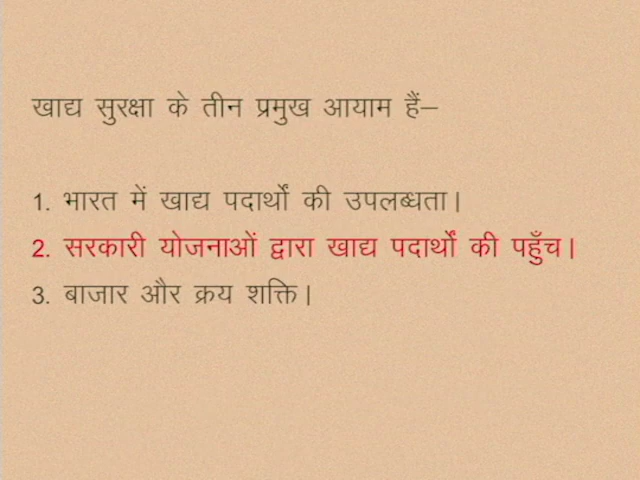 खाद्य सुरक्षा के तीन प्रमुख आयाम हैं–
1. भारत में खाद्य पदार्थों की उपलब्धता।
2. सरकारी योजनाओं द्वारा खाद्य पदार्थों की पहुँच।
3. बाजार और क्रय शक्ति।